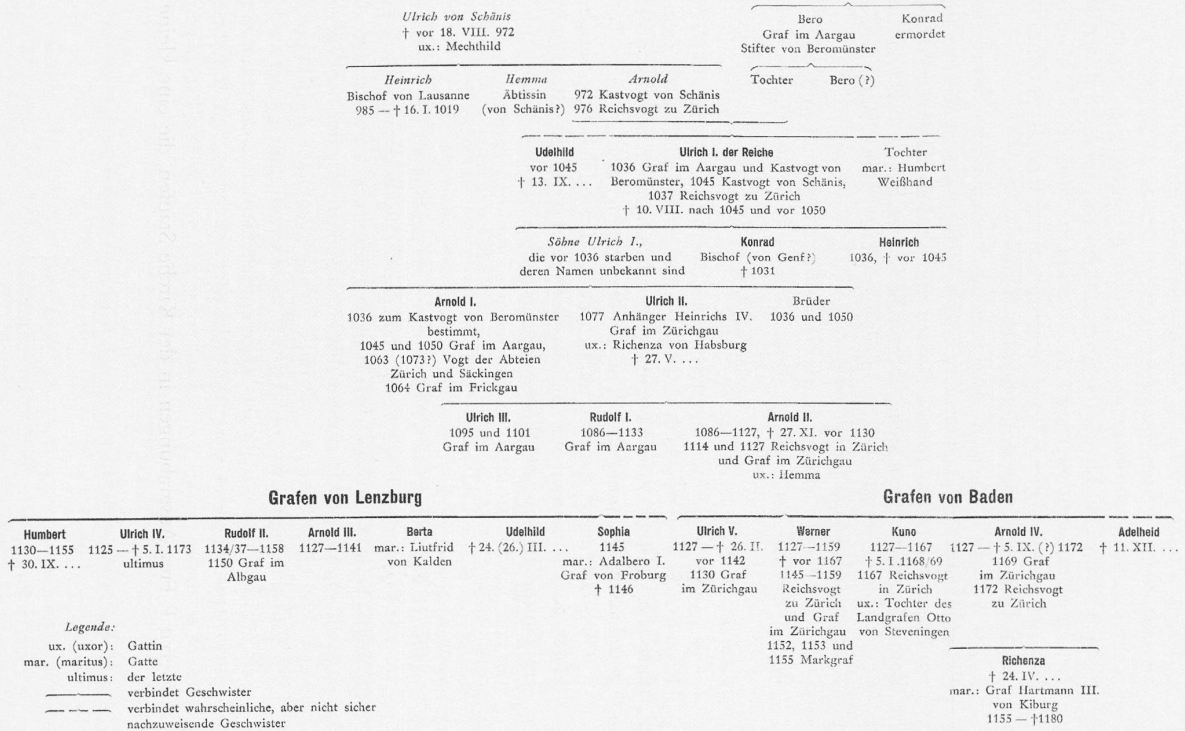 Ulrich von Schänis
† vor 18. VIII. 972
ux.: Mechthild
Bero
Graf im Aargau
Stifter von Beromünster
Konrad
ermordet
Heinrich
Bischof von Lausanne
985 — † 16. I. 1019
Hemma
Äbtissin
(von Schänis?)
Arnold
972 Kastvogt von Schänis
976 Reichsvogt zu Zürich
Tochter
Bero (?)
Udelhild
vor 1045
† 13. IX. ...
Ulrich I. der Reiche
1036 Graf im Aargau und Kastvogt von
Beromünster, 1045 Kastvogt von Schänis,
1037 Reichsvogt zu Zürich
† 10. VIII. nach 1045 und vor 1050
Tochter
mar.: Humbert
Weißhand
Söhne Ulrich I.,
die vor 1036 starben und
deren Namen unbekannt sind
Konrad
Bischof (von Genf?)
† 1031
Heinrich
1036, † vor 1045
Arnold I.
1036 zum Kastvogt von Beromünster
bestimmt,
1045 und 1050 Graf im Aargau,
1063 (1073?) Vogt der Abteien
Zürich und Säckingen
1064 Graf im Frickgau
Ulrich II.
1077 Anhänger Heinrichs IV.
Graf im Zürichgau
ux.: Richenza von Habsburg
† 27. V. ...
Brüder
1036 und 1050
Ulrich III.
1095 und 1101
Graf im Aargau
Rudolf I.
1086—1133
Graf im Aargau
Arnold II.
1086—1127, † 27. XI. vor 1130
1114 und 1127 Reichsvogt in Zürich
und Graf im Zürichgau
ux.: Hemma
Grafen von Lenzburg
Grafen von Baden
Humbert
1130—1155
† 30. IX. ...
Ulrich IV.
1125 — † 5. I. 1173
ultimus
Rudolf II.
1134/37—1158
1150 Graf im
Albgau
Arnold III.
1127—1141
Berta
mar.: Liutfrid
von Kalden
Udelhild
† 24. (26.) III. ...
Sophia
1145
mar.: Adalbero I.
Graf von Froburg
† 1146
Ulrich V.
1127 — † 26. II.
vor 1142
1130 Graf
im Zürichgau
Werner
1127—1159
† vor 1167
1145—1159
Reichsvogt
zu Zürich
und Graf
im Zürichgau
1152, 1153 und
1155 Markgraf
Kuno
1127—1167
† 5. I .1168/69
1167 Reichsvogt
in Zürich
ux.: Tochter des
Landgrafen Otto
von Steveningen
Arnold IV.
1127 — † 5. IX. (?) 1172
1169 Graf
im Zürichgau
1172 Reichsvogt
zu Zürich
Adelheid
† 11. XII. ...
Richenza
† 24. IV. ...
mar.: Graf Hartmann III.
von Kiburg
1155 — †1180
Legende:
ux. (uxor): Gattin
mar. (maritus): Gatte
ultimus: der letzte
verbindet Geschwister
verbindet wahrscheinliche, aber nicht sicher
nachzuweisende Geschwister